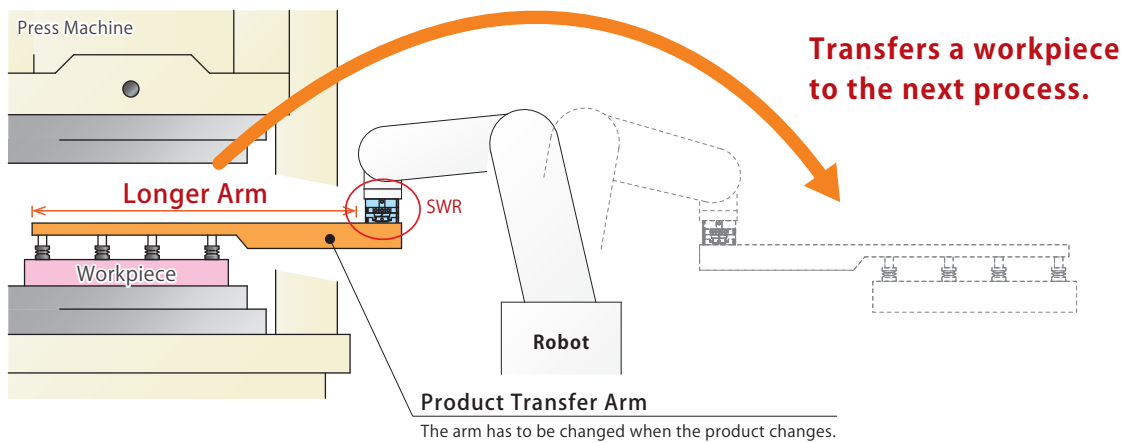 Press Machine
Transfers a workpiece
to the next process.
Longer Arm
SWR
Workpiece
Robot
Product Transfer Arm
The arm has to be changed when the product changes.